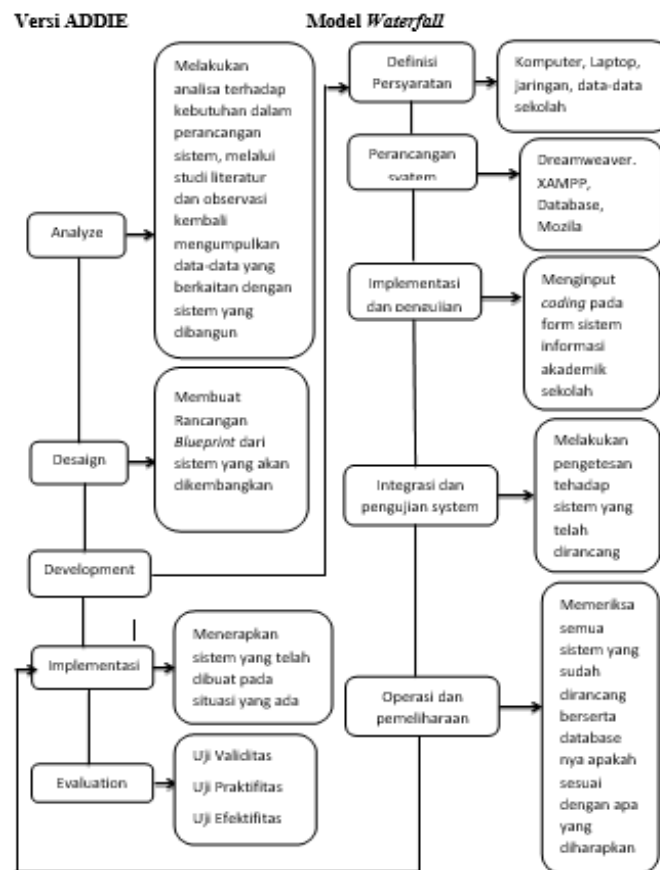 Versi ADDIE
Model Waterfall
Analyze
Melakukan
analisa terhadap
kebutuhan dalam
perancangan
sistem, melalui
studi literatur
dan observasi
kembali
mengumpulkan
data-data yang
berkaitan dengan
sistem yang
dibangun
Desaign
Membuat
Rancangan
Blueprint dari
sistem yang akan
dikembangkan
Development
Implementasi
Menerapkan
sistem yang telah
dibuat pada
situasi yang ada
Evaluation
Uji Validitas
Uji Praktifitas
Uji Efektifitas
Definisi
Persyaratan
Komputer, Laptop,
jaringan, data-data
sekolah
Perancangan
system
Dreamweaver.
XAMPP,
Database,
Mozila
Implementasi
dan pengujian
Menginput
coding pada
form sistem
informasi
akademik
sekolah
Integrasi dan
pengujian system
Melakukan
pengetesan
tehadap
sistem yang
telah
dirancang
Operasi dan
pemeliharaan
Memeriksa
semua
sistem yang
sudah
dirancang
berserta
database
nya apakah
sesuai
dengan apa
yang
diharapkan